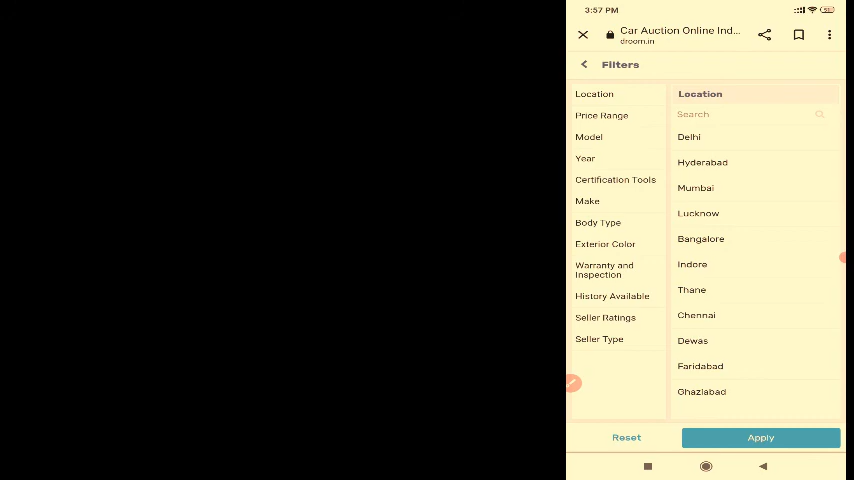 3:57 PM
Car Auction Online Ind...
droom.in
Filters
Location
Price Range
Model
Year
Certification Tools
Make
Body Type
Exterior Color
Warranty and
Inspection
History Available
Seller Ratings
Seller Type
Location
Search
Delhi
Hyderabad
Mumbai
Lucknow
Bangalore
Indore
Thane
Chennai
Dewas
Faridabad
Ghaziabad
Reset
Apply